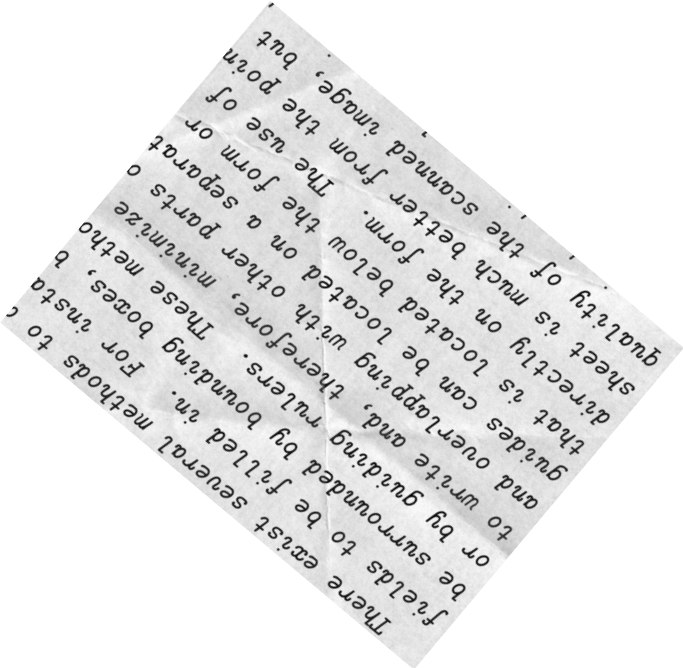 There exist several methods to
fields to be filled in. For insta
be surrounded by bounding boxes, b
or by guiding rulers. These metho
to write and, therefore, minimize
and overlapping with other parts o
guides can be located on a separat
that is located below the form or
directly on the form. The use of
sheet is much better from the poin
quality of the scanned image, but